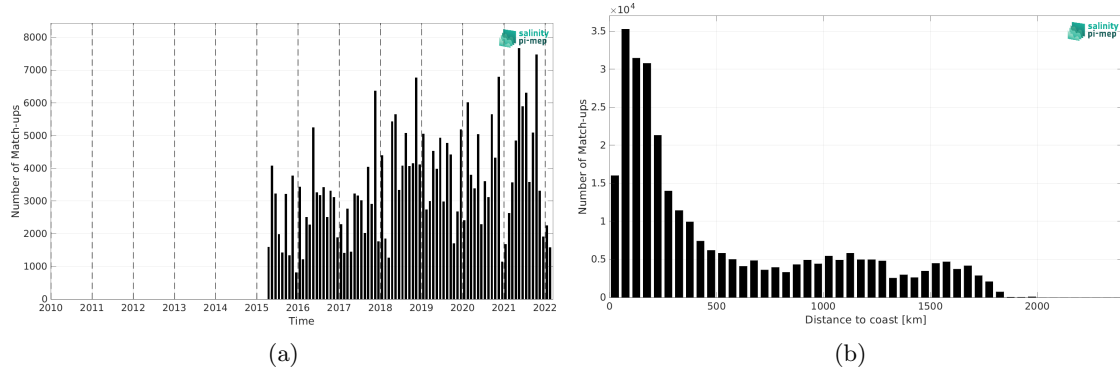 salinity
pi-mep
8000
7000
6000
5000
4000
3000
2000
1000
0
Number of Match-ups
2010 2011 2012 2013 2014 2015 2016 2017 2018 2019 2020 2021 2022
Time
(a)
×10⁴
salinity
pi-mep
3.5
3
2.5
2
1.5
1
0.5
0
Number of Match-ups
0 500 1000 1500 2000
Distance to coast [km]
(b)